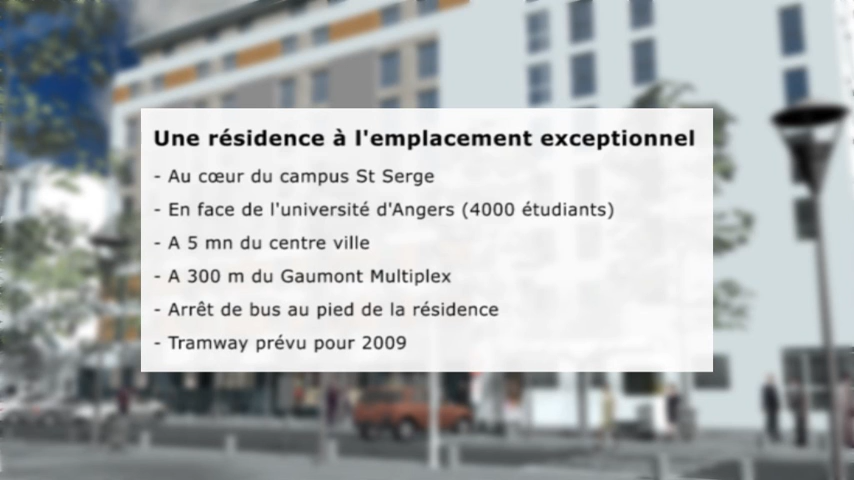 Une résidence à l'emplacement exceptionnel
- Au cœur du campus St Serge
- En face de l'université d'Angers (4000 étudiants)
- A 5 mn du centre ville
- A 300 m du Gaumont Multiplex
- Arrêt de bus au pied de la résidence
- Tramway prévu pour 2009